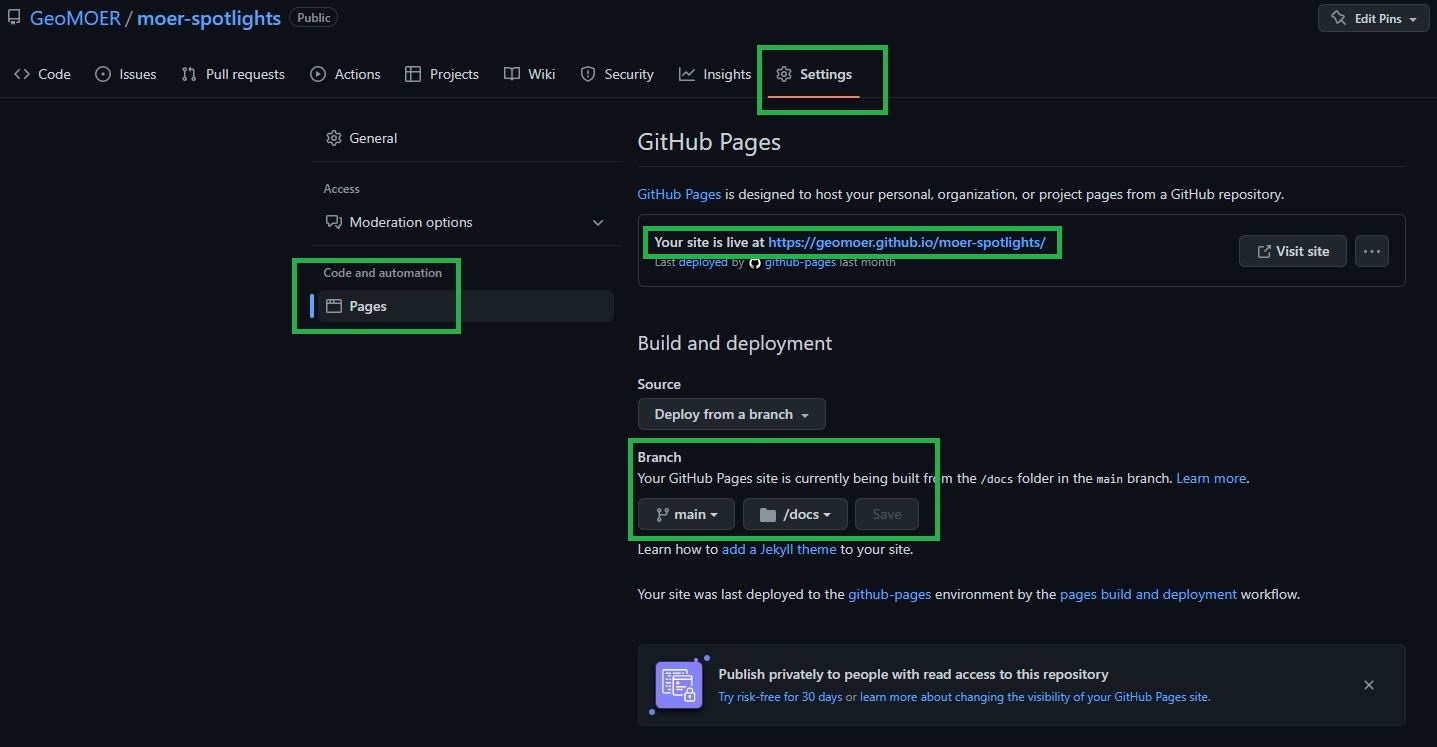 GeoMOER / moer-spotlights Public
Edit Pins
Code Issues Pull requests Actions Projects Wiki Security Insights Settings
General
Access
Moderation options
Code and automation
Pages
GitHub Pages
GitHub Pages is designed to host your personal, organization, or project pages from a GitHub repository.
Your site is live at https://geomoer.github.io/moer-spotlights/
Last deployed by github-pages last month
Visit site
Build and deployment
Source
Deploy from a branch
Branch
Your GitHub Pages site is currently being built from the /docs folder in the main branch. Learn more.
main /docs Save
Learn how to add a Jekyll theme to your site.
Your site was last deployed to the github-pages environment by the pages build and deployment workflow.
Publish privately to people with read access to this repository
Try risk-free for 30 days or learn more about changing the visibility of your GitHub Pages site.